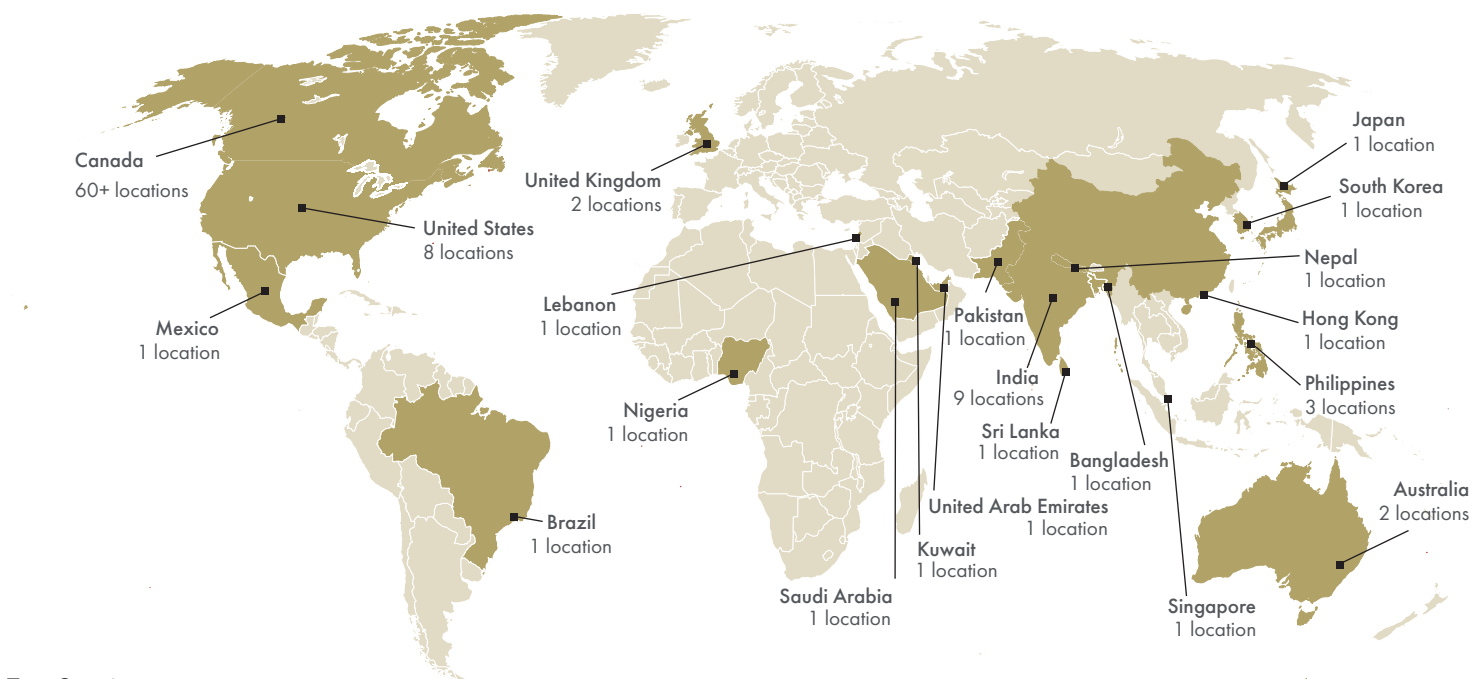 Canada
60+ locations
United States
8 locations
Mexico
1 location
Brazil
1 location
United Kingdom
2 locations
Lebanon
1 location
Nigeria
1 location
Saudi Arabia
1 location
Kuwait
1 location
United Arab Emirates
1 location
Pakistan
1 location
India
9 locations
Sri Lanka
1 location
Bangladesh
1 location
Singapore
1 location
Japan
1 location
South Korea
1 location
Nepal
1 location
Hong Kong
1 location
Philippines
3 locations
Australia
2 locations